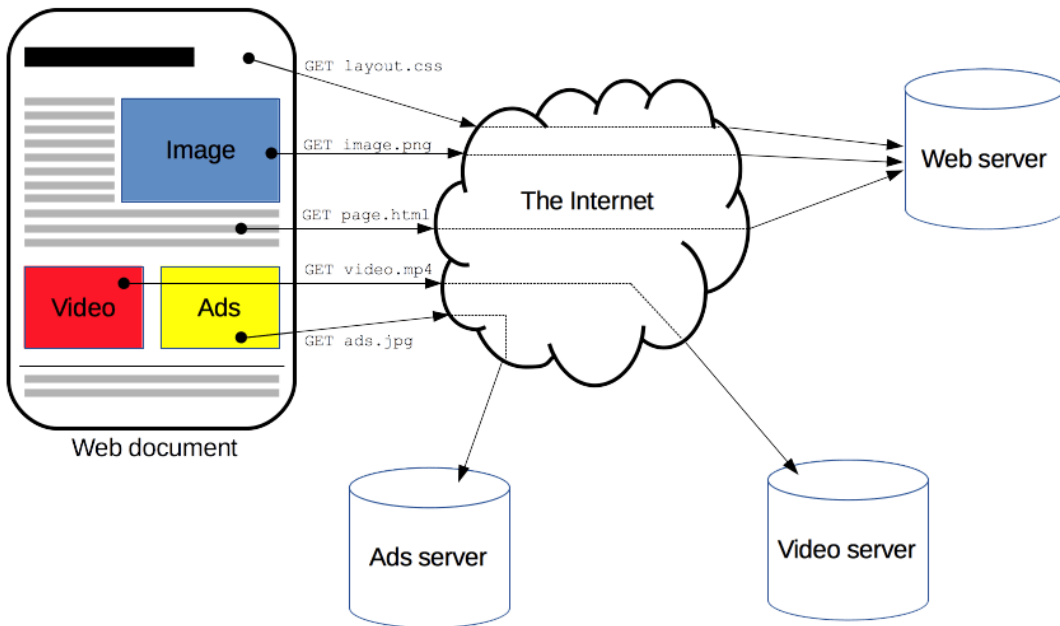 GET layout.css
Image
GET image.png
Web server
The Internet
GET page.html
GET video.mp4
Video
Ads
GET ads.jpg
Web document
Ads server
Video server